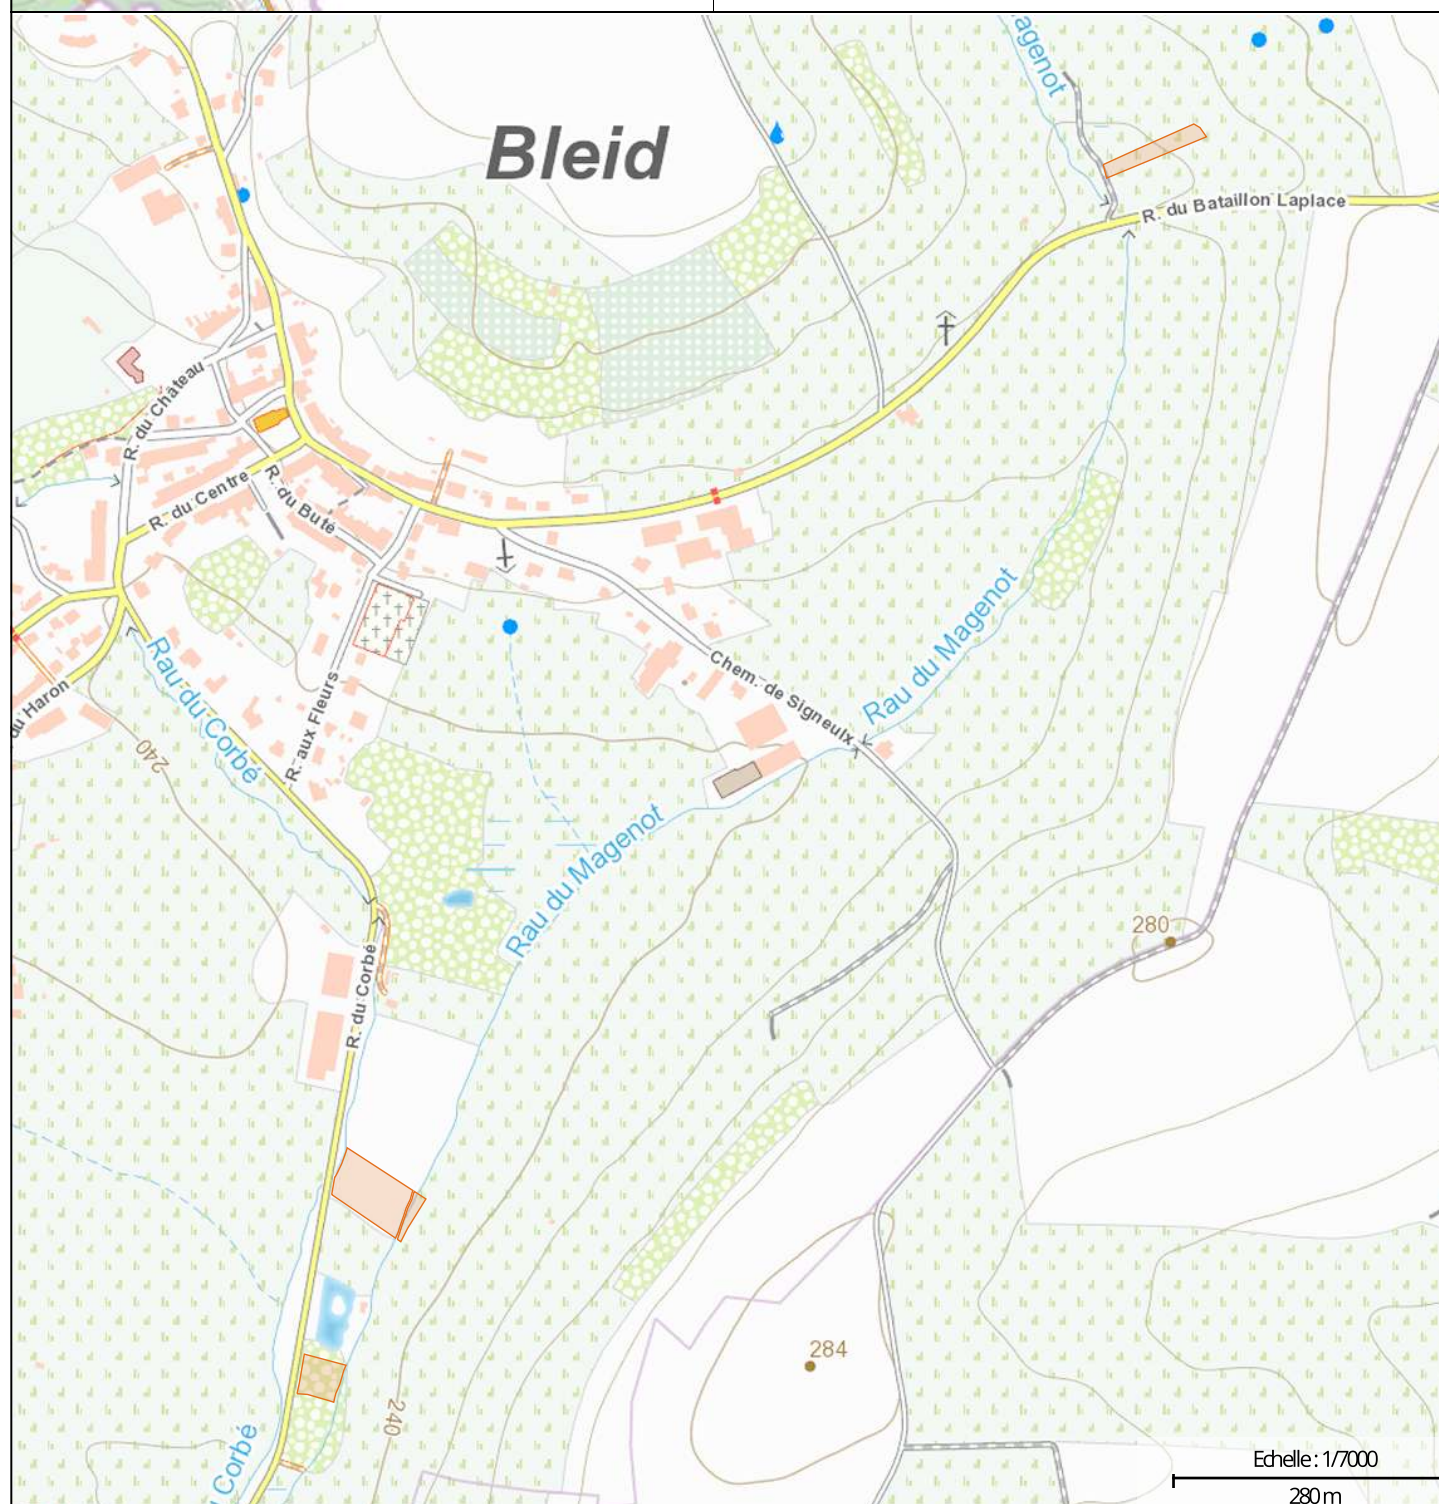 Magenot
Bleid
R. du Bataillon Laplace
R. du Château
R. du Centre
R. du Buté
Rau du Magenot
Chem. de Signeulx
Rau du Corbé
R. aux Fleurs
du Haron
240
Rau du Magenot
280
R. du Corbé
284
240
Corbé
Echelle : 1/7000
280 m